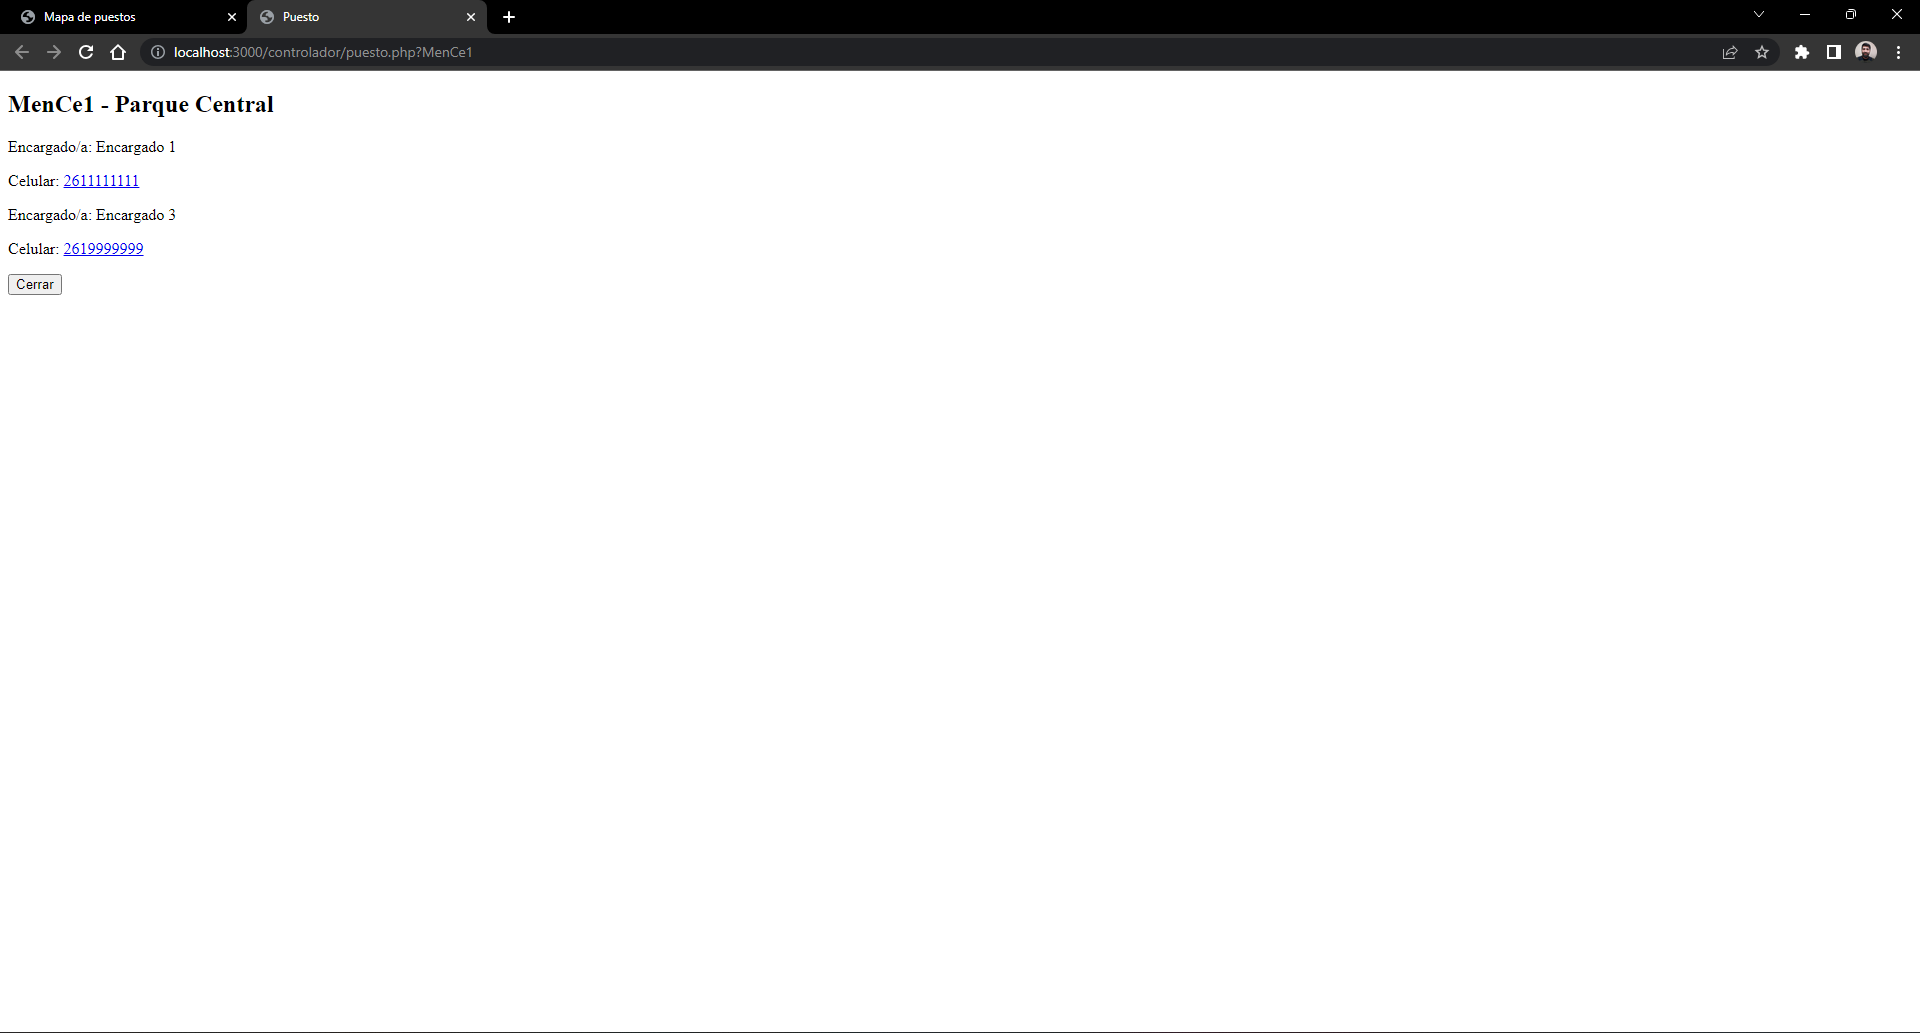 Mapa de puestos
Puesto
localhost:3000/controlador/puesto.php?MenCe1
MenCe1 - Parque Central
Encargado/a: Encargado 1
Celular: 2611111111
Encargado/a: Encargado 3
Celular: 2619999999
Cerrar